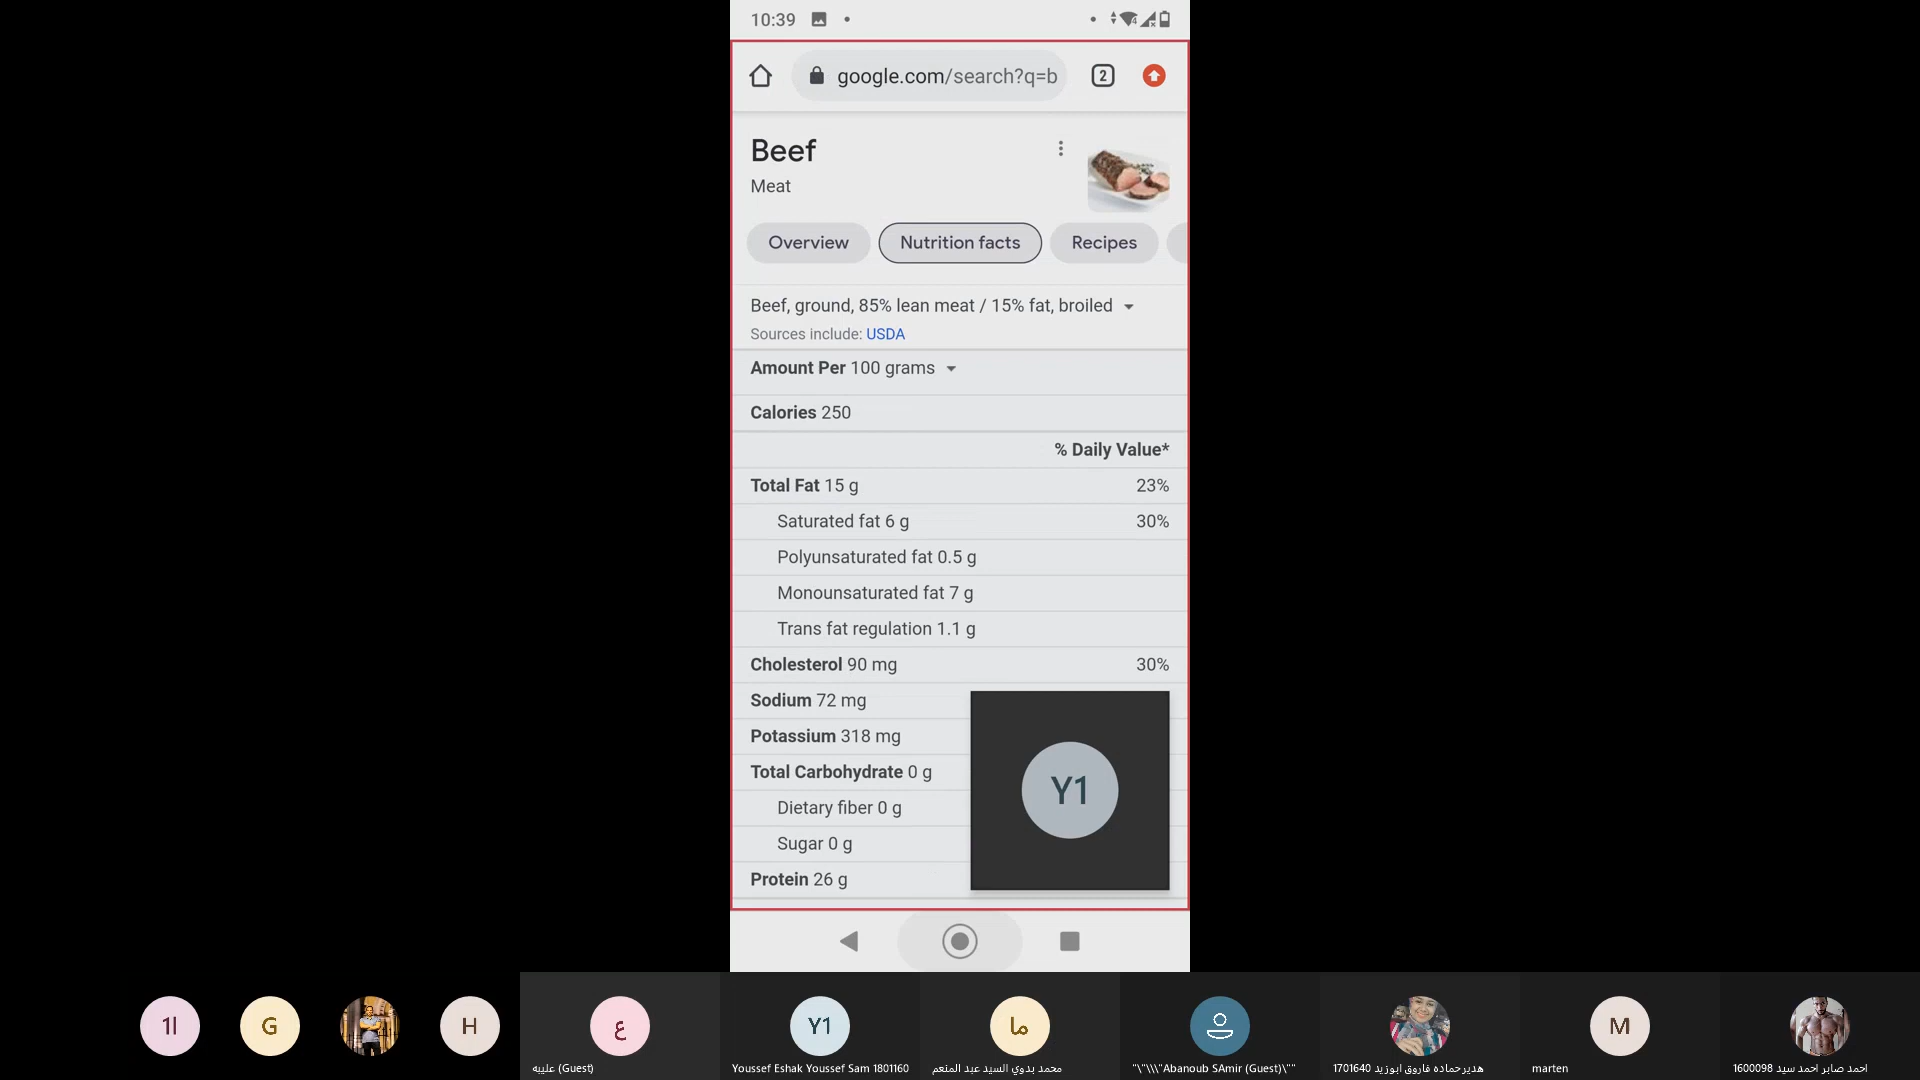 10:39
google.com/search?q=b
2
Beef
Meat
Overview
Nutrition facts
Recipes
Beef, ground, 85% lean meat / 15% fat, broiled
Sources include: USDA
Amount Per 100 grams
Calories 250
% Daily Value*
Total Fat 15 g 23%
Saturated fat 6 g 30%
Polyunsaturated fat 0.5 g
Monounsaturated fat 7 g
Trans fat regulation 1.1 g
Cholesterol 90 mg 30%
Sodium 72 mg
Potassium 318 mg
Total Carbohydrate 0 g
Dietary fiber 0 g
Sugar 0 g
Protein 26 g
Y1
1ا
G
H
ع
Y1
ما
M
عليبه (Guest)
Youssef Eshak Youssef Sam 1801160
محمد بدوي السيد عبد المنعم
"\"\\\"Abanoub SAmir (Guest)\""
هديرحماده فاروق ابوزيد 1701640
marten
احمد صابر احمد سيد 1600098